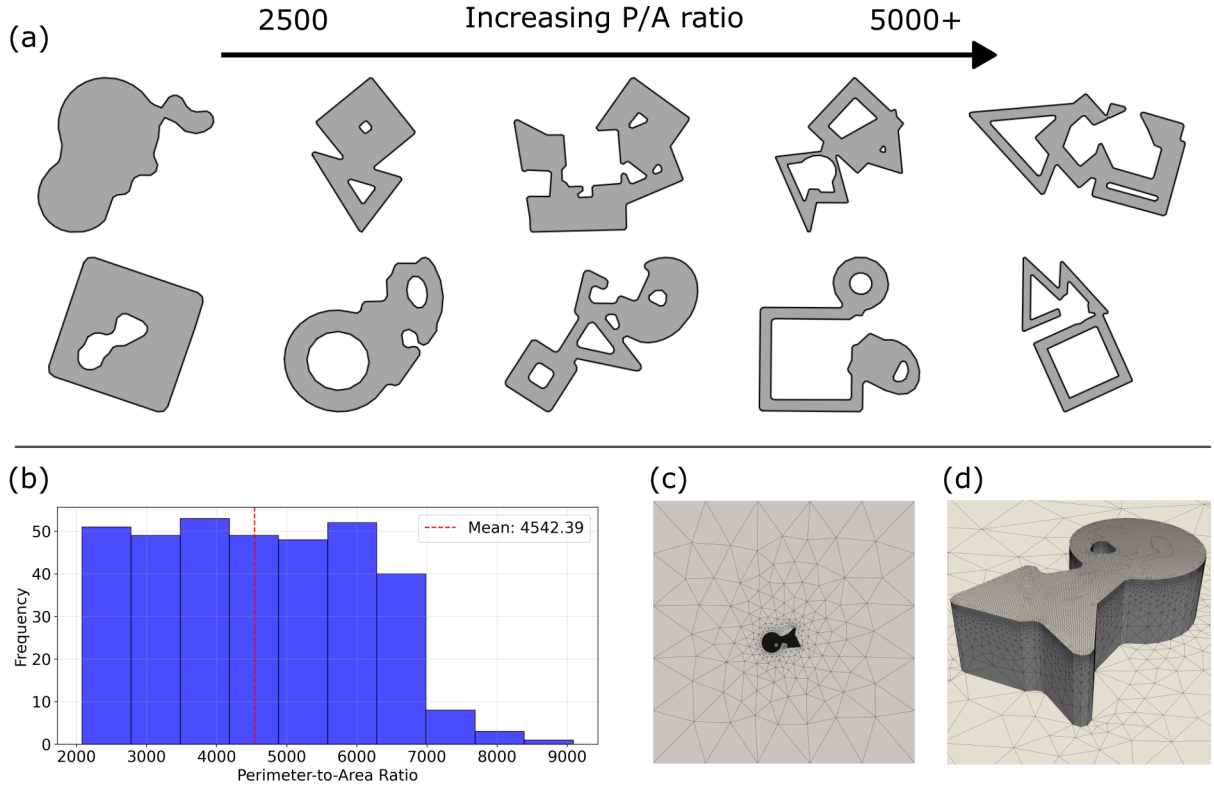 2500 Increasing P/A ratio 5000+
(a)
(b)
Mean: 4542.39
Frequency
50
40
30
20
10
0
2000 3000 4000 5000 6000 7000 8000 9000
Perimeter-to-Area Ratio
(c)
(d)